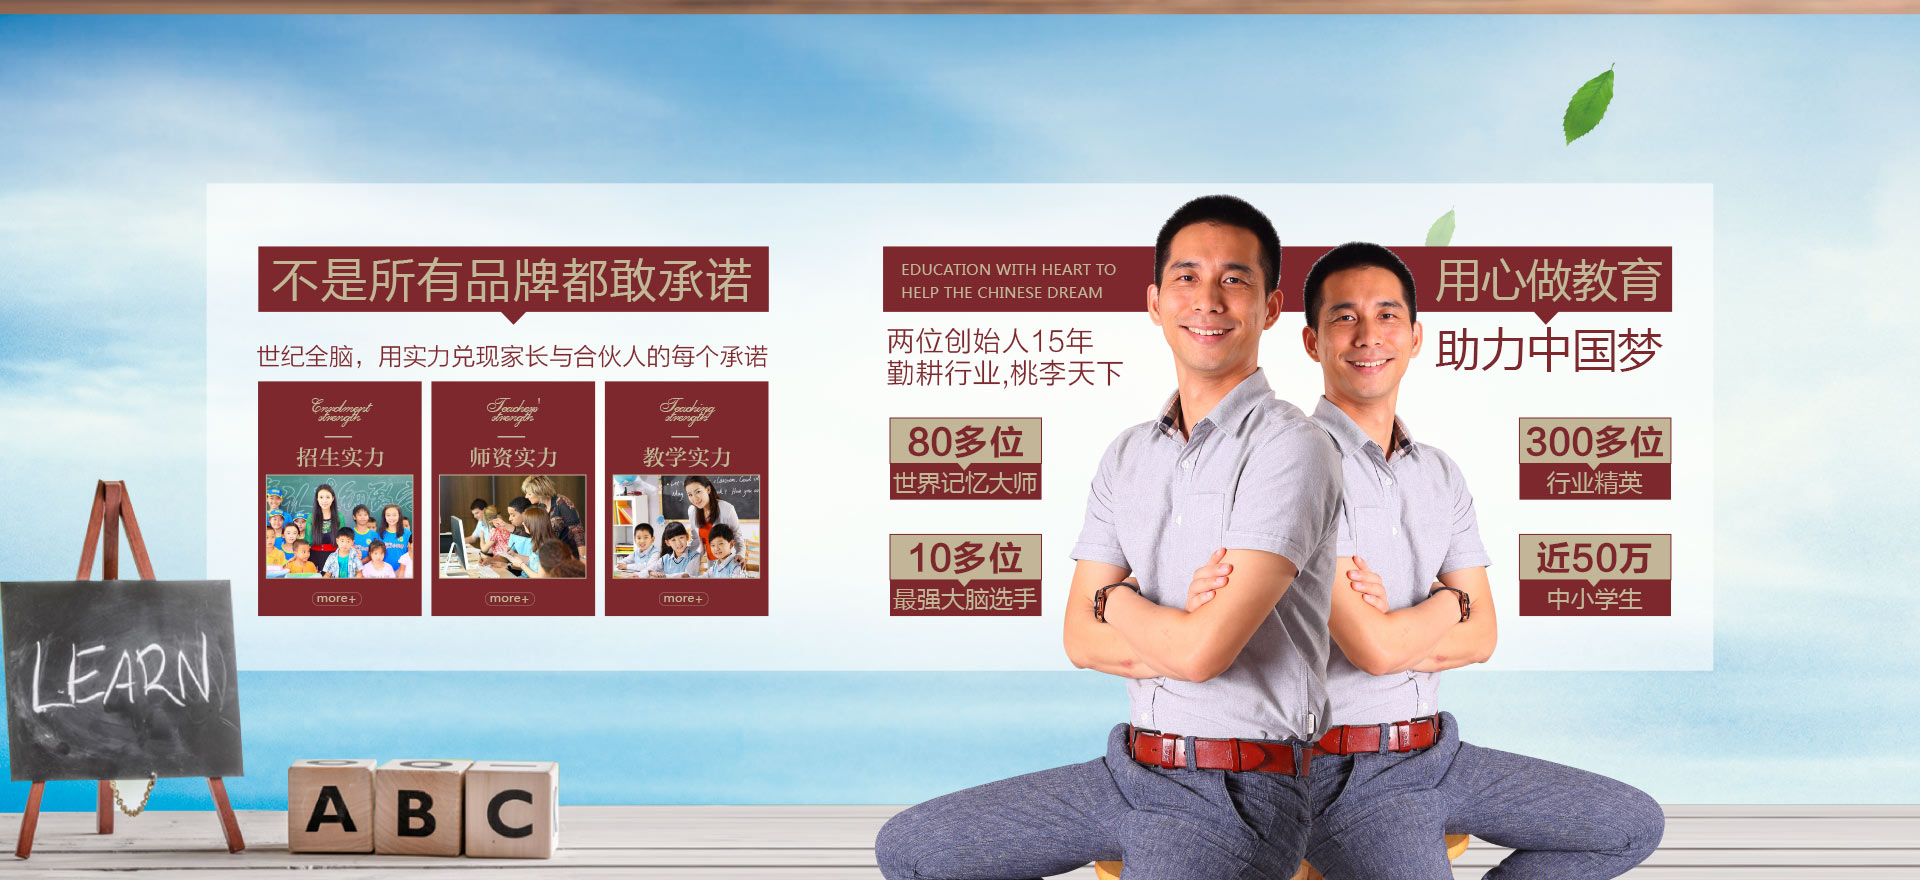 不是所有品牌都敢承诺
世纪全脑，用实力兑现家长与合伙人的每个承诺
Enrolment
strength
招生实力
more+
Teachers'
strength
师资实力
more+
Teaching
strength
教学实力
more+
EDUCATION WITH HEART TO
HELP THE CHINESE DREAM
用心做教育
助力中国梦
两位创始人15年
勤耕行业,桃李天下
80多位
世界记忆大师
10多位
最强大脑选手
300多位
行业精英
近50万
中小学生
LEARN
A B C